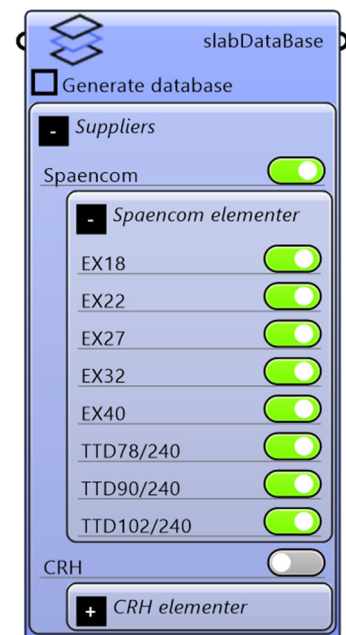 slabDataBase
Generate database
- Suppliers
Spaencom
- Spaencom elementer
EX18
EX22
EX27
EX32
EX40
TTD78/240
TTD90/240
TTD102/240
CRH
+ CRH elementer